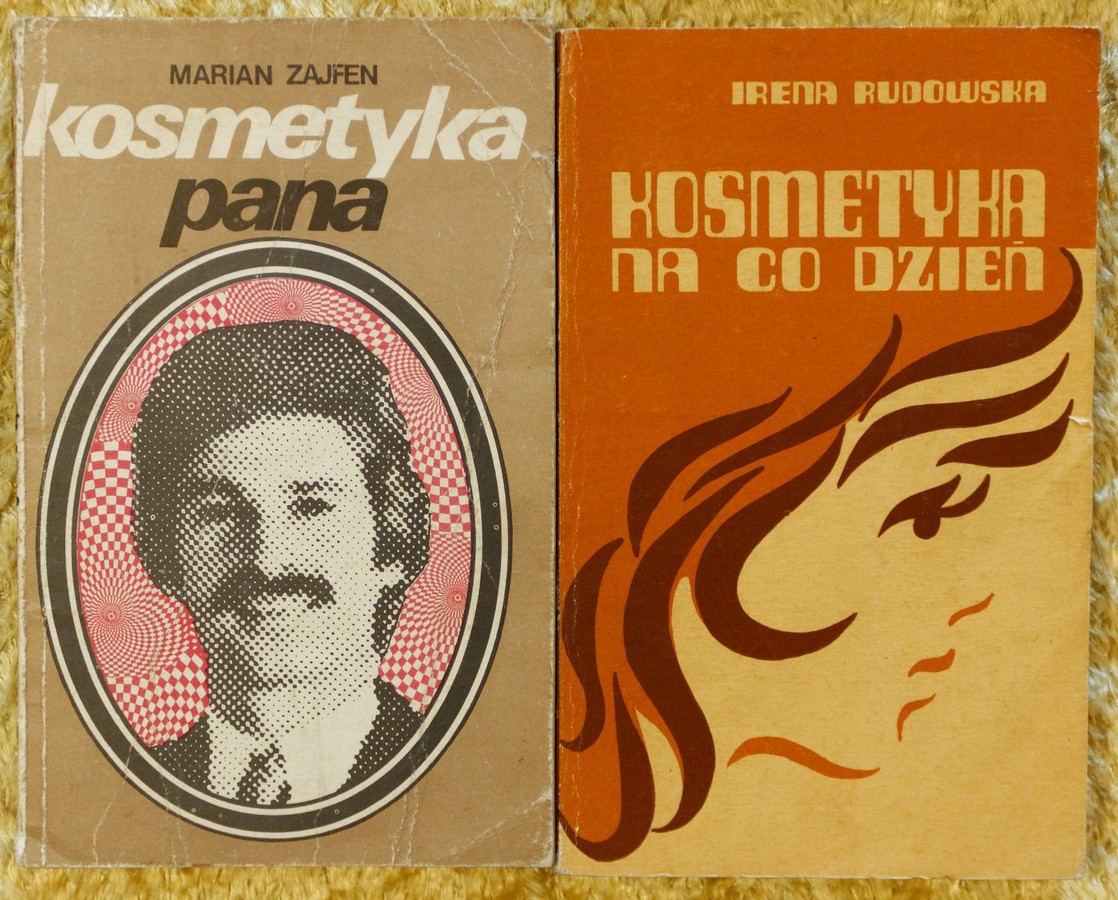 MARIAN ZAJFEN
kosmetyka
pana
IRENA RUDOWSKA
KOSMETYKA
NA CO DZIEŃ